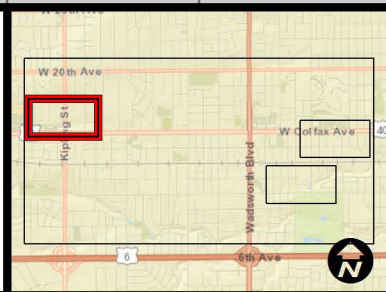 W 20th Ave
Kipling St
W Colfax Ave
40
Wadsworth Blvd
6
6th Ave
N